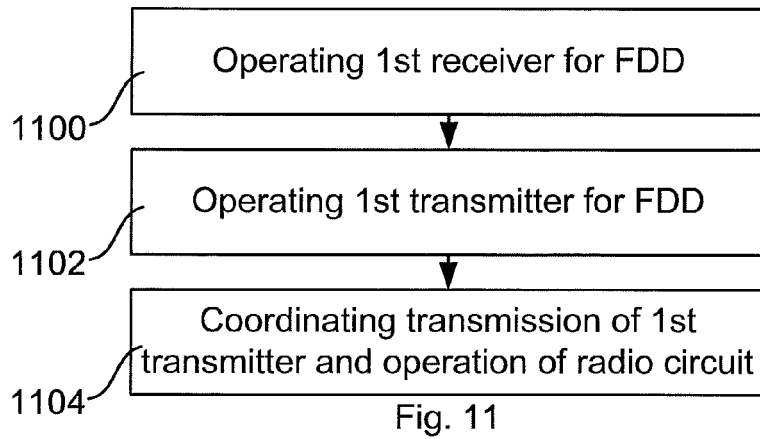 Operating 1st receiver for FDD
1100
Operating 1st transmitter for FDD
1102
Coordinating transmission of 1st
transmitter and operation of radio circuit
1104
Fig. 11